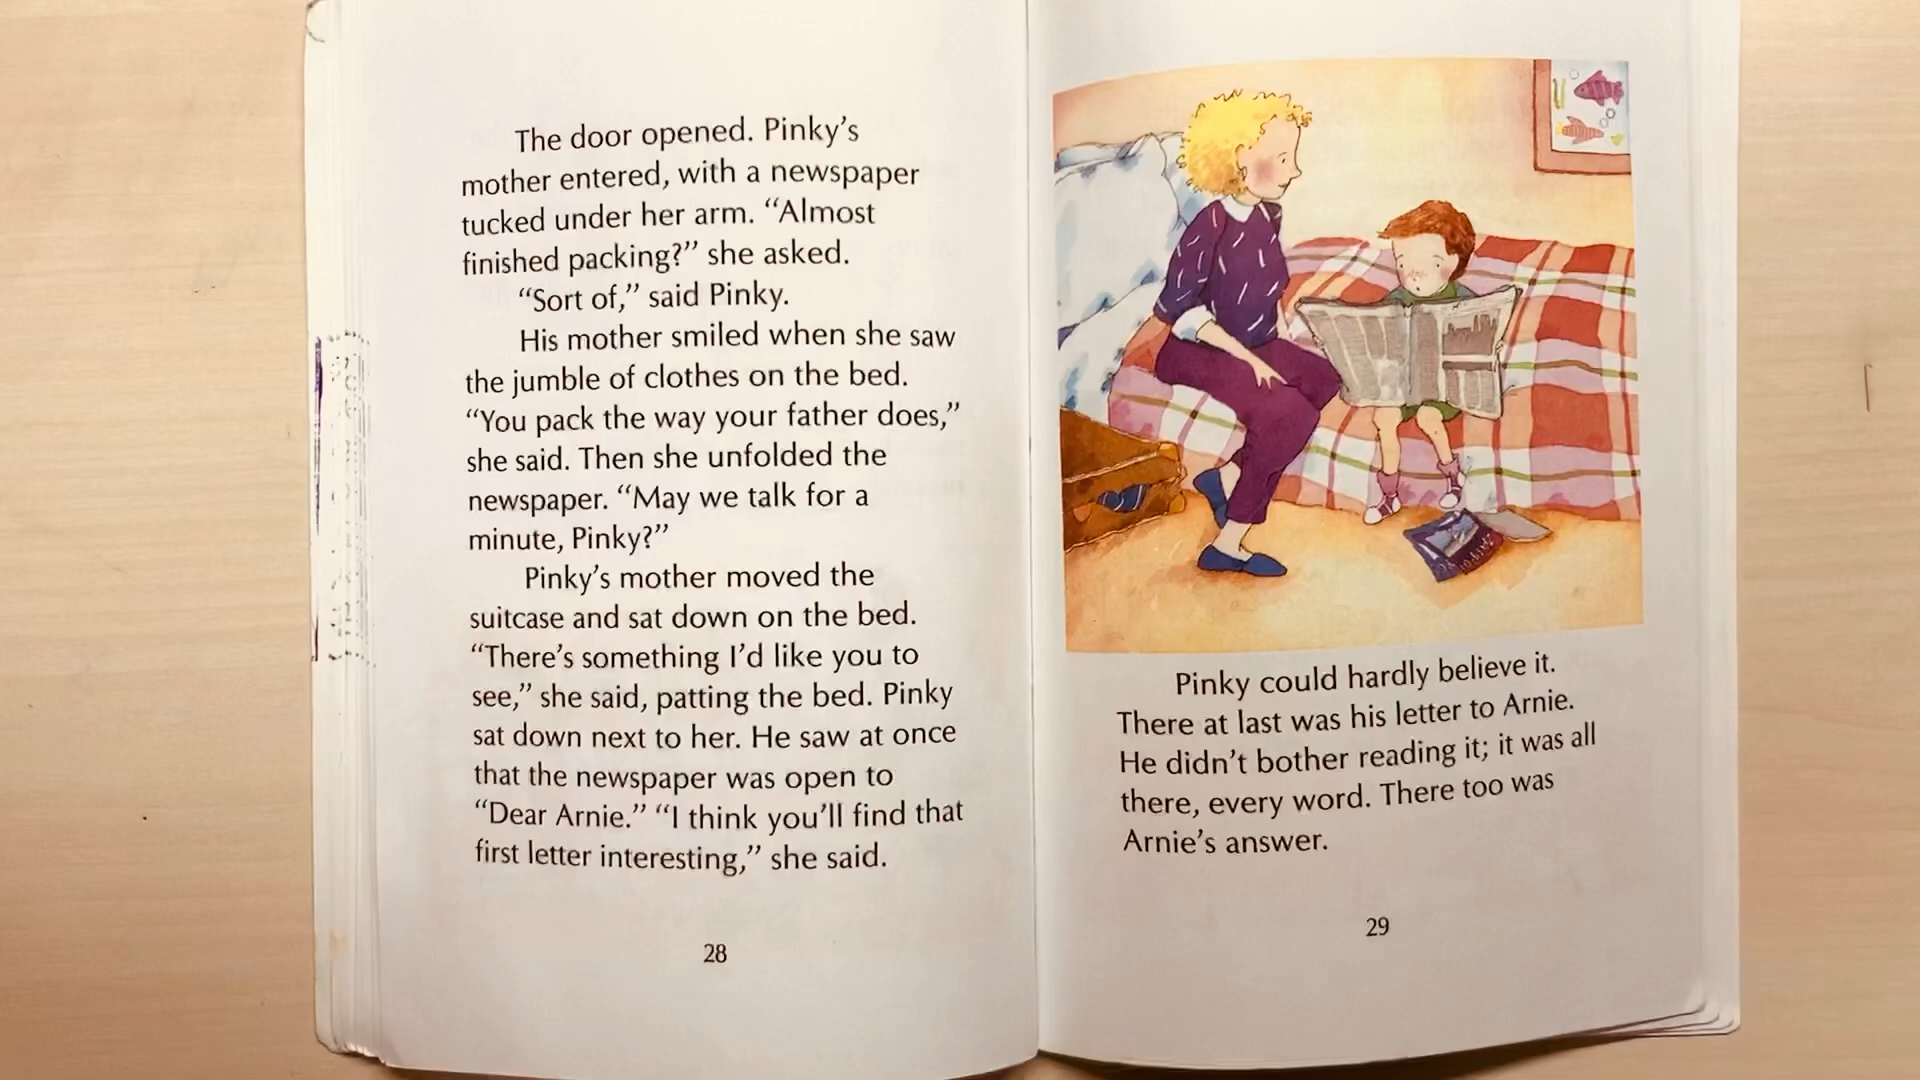 The door opened. Pinky's
mother entered, with a newspaper
tucked under her arm. “Almost
finished packing?” she asked.
“Sort of,” said Pinky.
His mother smiled when she saw
the jumble of clothes on the bed.
“You pack the way your father does,”
she said. Then she unfolded the
newspaper. “May we talk for a
minute, Pinky?”
Pinky's mother moved the
suitcase and sat down on the bed.
“There's something I'd like you to
see,” she said, patting the bed. Pinky
sat down next to her. He saw at once
that the newspaper was open to
“Dear Arnie.” “I think you'll find that
first letter interesting,” she said.
28
Pinky could hardly believe it.
There at last was his letter to Arnie.
He didn't bother reading it; it was all
there, every word. There too was
Arnie's answer.
29